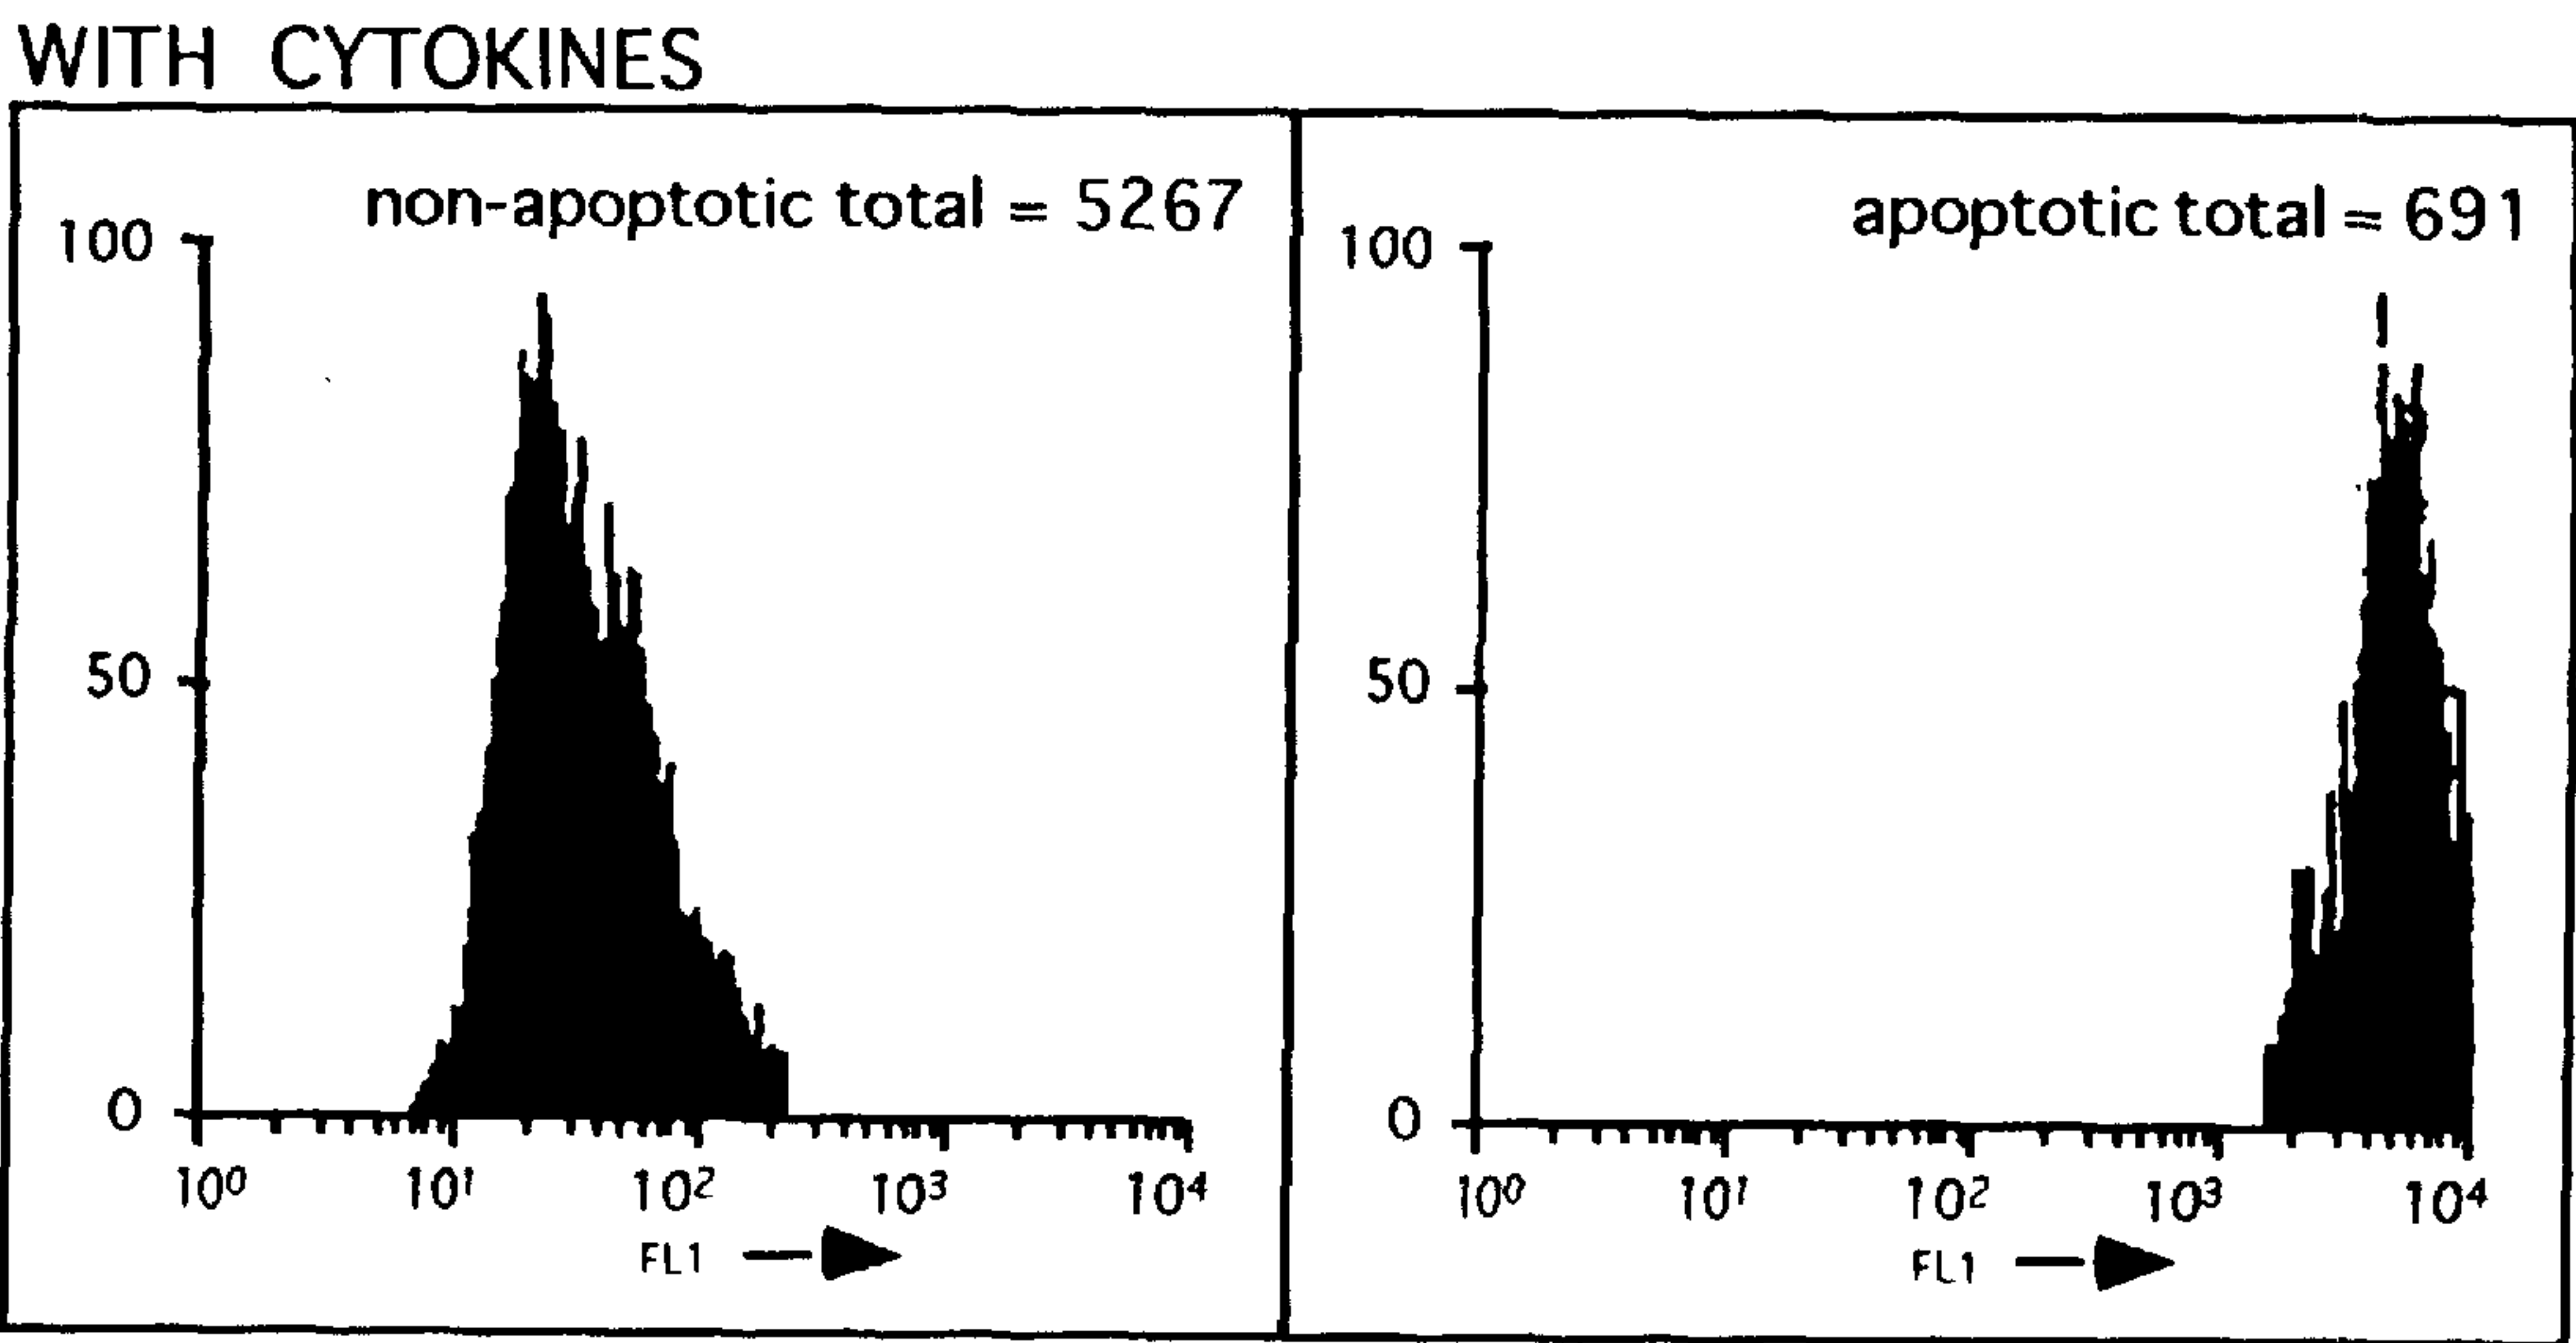 WITH CYTOKINES
non-apoptotic total = 5267
100
50
0
10⁰ 10¹ 10² 10³ 10⁴
FL1
apoptotic total = 691
100
50
0
10⁰ 10¹ 10² 10³ 10⁴
FL1